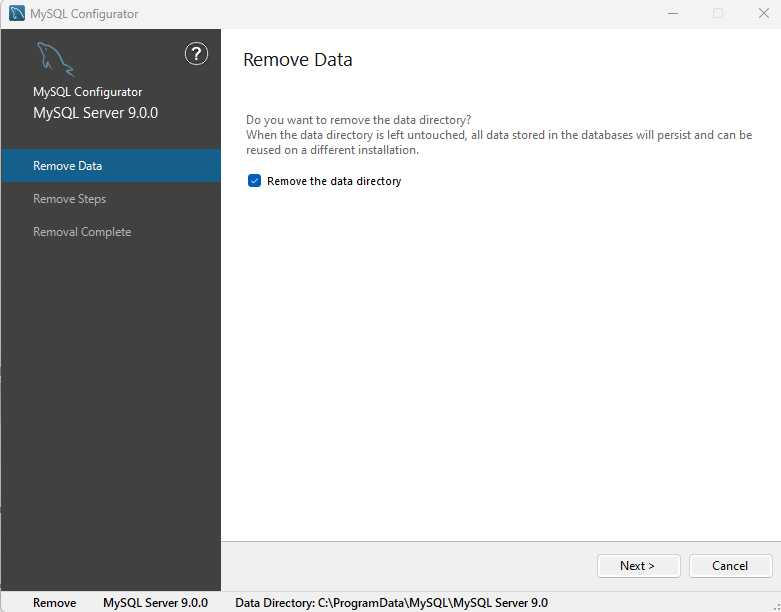 MySQL Configurator
?
MySQL Configurator
MySQL Server 9.0.0
Remove Data
Remove Steps
Removal Complete
Remove Data
Do you want to remove the data directory?
When the data directory is left untouched, all data stored in the databases will persist and can be
reused on a different installation.
Remove the data directory
Next >
Cancel
Remove MySQL Server 9.0.0 Data Directory: C:\ProgramData\MySQL\MySQL Server 9.0